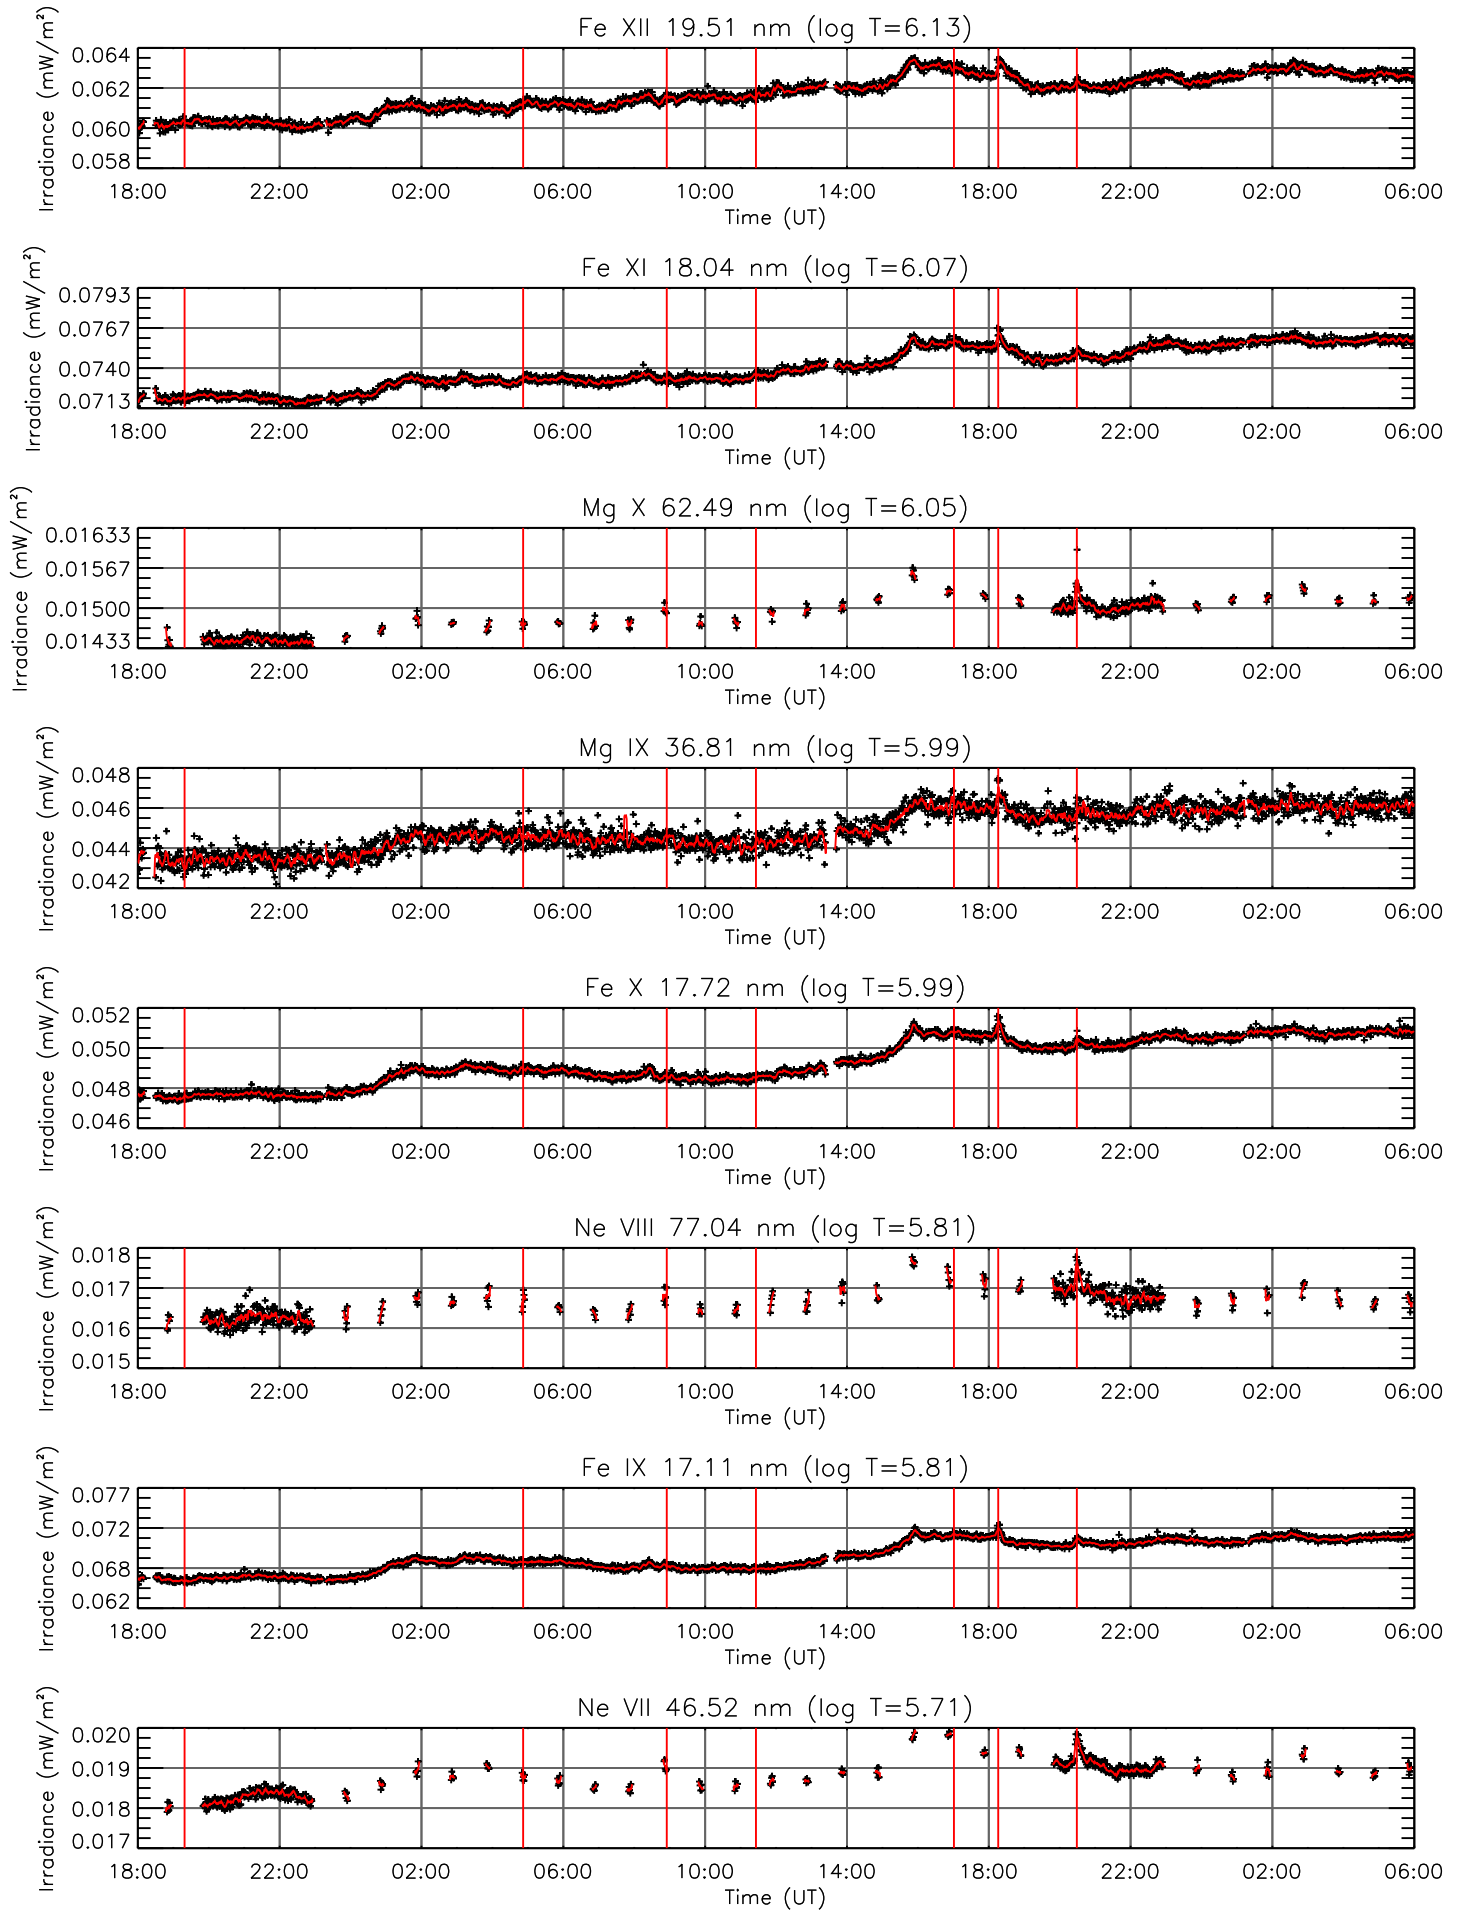 Fe XII 19.51 nm (log T=6.13)
Irradiance (mW/m²)
0.064
0.062
0.060
0.058
18:00 22:00 02:00 06:00 10:00 14:00 18:00 22:00 02:00 06:00
Time (UT)
Fe XI 18.04 nm (log T=6.07)
Irradiance (mW/m²)
0.0793
0.0767
0.0740
0.0713
18:00 22:00 02:00 06:00 10:00 14:00 18:00 22:00 02:00 06:00
Time (UT)
Mg X 62.49 nm (log T=6.05)
Irradiance (mW/m²)
0.01633
0.01567
0.01500
0.01433
18:00 22:00 02:00 06:00 10:00 14:00 18:00 22:00 02:00 06:00
Time (UT)
Mg IX 36.81 nm (log T=5.99)
Irradiance (mW/m²)
0.048
0.046
0.044
0.042
18:00 22:00 02:00 06:00 10:00 14:00 18:00 22:00 02:00 06:00
Time (UT)
Fe X 17.72 nm (log T=5.99)
Irradiance (mW/m²)
0.052
0.050
0.048
0.046
18:00 22:00 02:00 06:00 10:00 14:00 18:00 22:00 02:00 06:00
Time (UT)
Ne VIII 77.04 nm (log T=5.81)
Irradiance (mW/m²)
0.018
0.017
0.016
0.015
18:00 22:00 02:00 06:00 10:00 14:00 18:00 22:00 02:00 06:00
Time (UT)
Fe IX 17.11 nm (log T=5.81)
Irradiance (mW/m²)
0.077
0.072
0.068
0.062
18:00 22:00 02:00 06:00 10:00 14:00 18:00 22:00 02:00 06:00
Time (UT)
Ne VII 46.52 nm (log T=5.71)
Irradiance (mW/m²)
0.020
0.019
0.018
0.017
18:00 22:00 02:00 06:00 10:00 14:00 18:00 22:00 02:00 06:00
Time (UT)